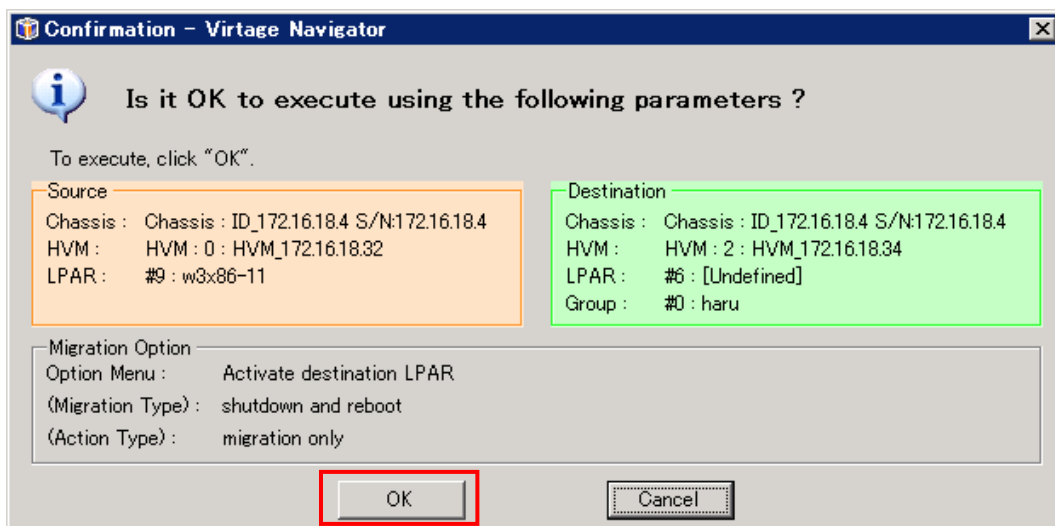 Confirmation - Virtage Navigator
Is it OK to execute using the following parameters ?
To execute, click "OK".
Source
Chassis : Chassis : ID_172.16.18.4 S/N:172.16.18.4
HVM : HVM : 0 : HVM_172.16.18.32
LPAR : #9 : w3x86-11
Destination
Chassis : Chassis : ID_172.16.18.4 S/N:172.16.18.4
HVM : HVM : 2 : HVM_172.16.18.34
LPAR : #6 : [Undefined]
Group : #0 : haru
Migration Option
Option Menu : Activate destination LPAR
(Migration Type) : shutdown and reboot
(Action Type) : migration only
OK
Cancel